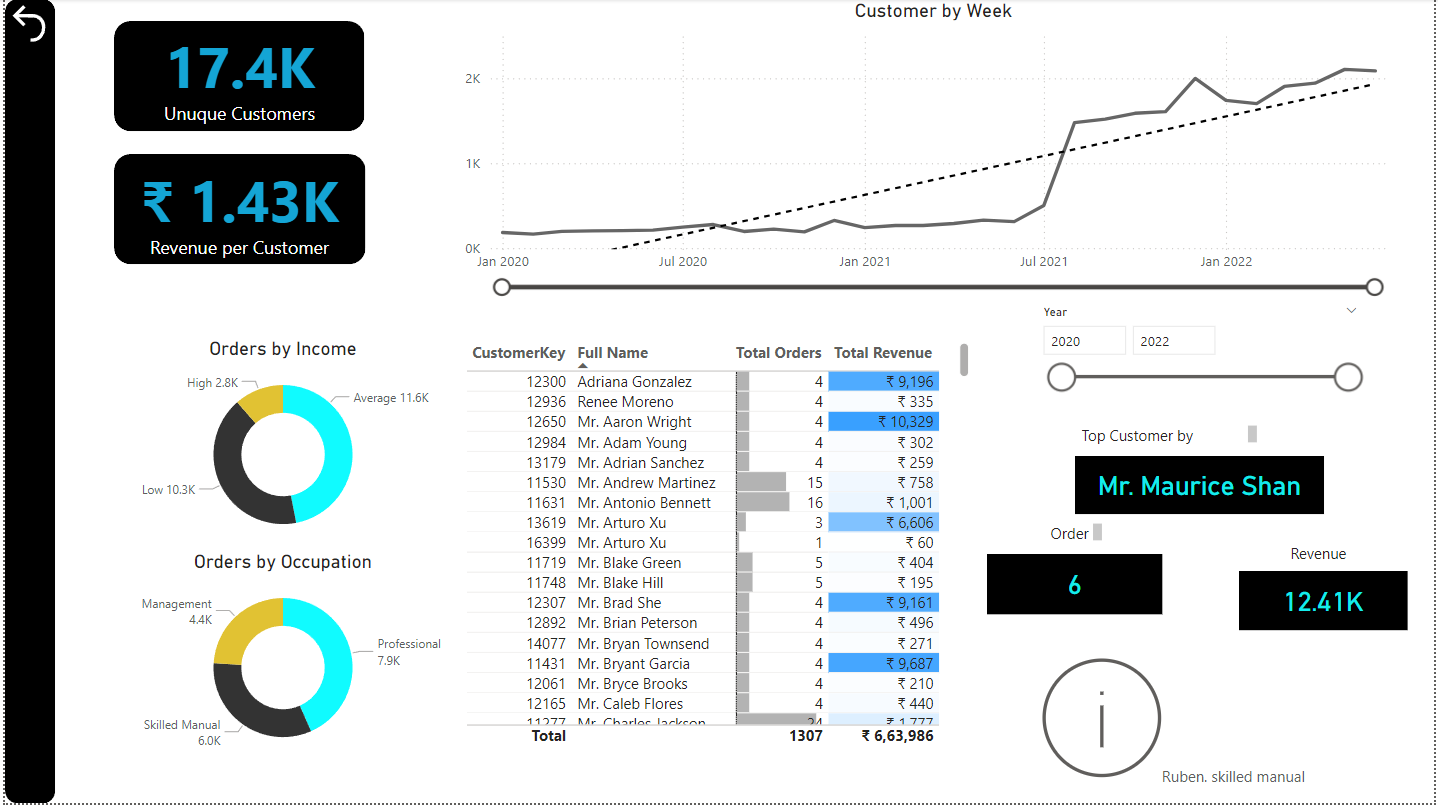 Customer by Week
17.4K
Unuque Customers
₹ 1.43K
Revenue per Customer
2K
1K
0K
Jan 2020 Jul 2020 Jan 2021 Jul 2021 Jan 2022
Year
2020 2022
Orders by Income
High 2.8K
Average 11.6K
Low 10.3K
Orders by Occupation
Management
4.4K
Professional
7.9K
Skilled Manual
6.0K
CustomerKey Full Name Total Orders Total Revenue
12300 Adriana Gonzalez 4 ₹ 9,196
12936 Renee Moreno 4 ₹ 335
12650 Mr. Aaron Wright 4 ₹ 10,329
12984 Mr. Adam Young 4 ₹ 302
13179 Mr. Adrian Sanchez 4 ₹ 259
11530 Mr. Andrew Martinez 15 ₹ 758
11631 Mr. Antonio Bennett 16 ₹ 1,001
13619 Mr. Arturo Xu 3 ₹ 6,606
16399 Mr. Arturo Xu 1 ₹ 60
11719 Mr. Blake Green 5 ₹ 404
11748 Mr. Blake Hill 5 ₹ 195
12307 Mr. Brad She 4 ₹ 9,161
12892 Mr. Brian Peterson 4 ₹ 496
14077 Mr. Bryan Townsend 4 ₹ 271
11431 Mr. Bryant Garcia 4 ₹ 9,687
12061 Mr. Bryce Brooks 4 ₹ 210
12165 Mr. Caleb Flores 4 ₹ 440
11277 Mr. Charles Jackson 24 ₹ 1,777
Total 1307 ₹ 6,63,986
Top Customer by
Mr. Maurice Shan
Order
6
Revenue
12.41K
i
Ruben. skilled manual